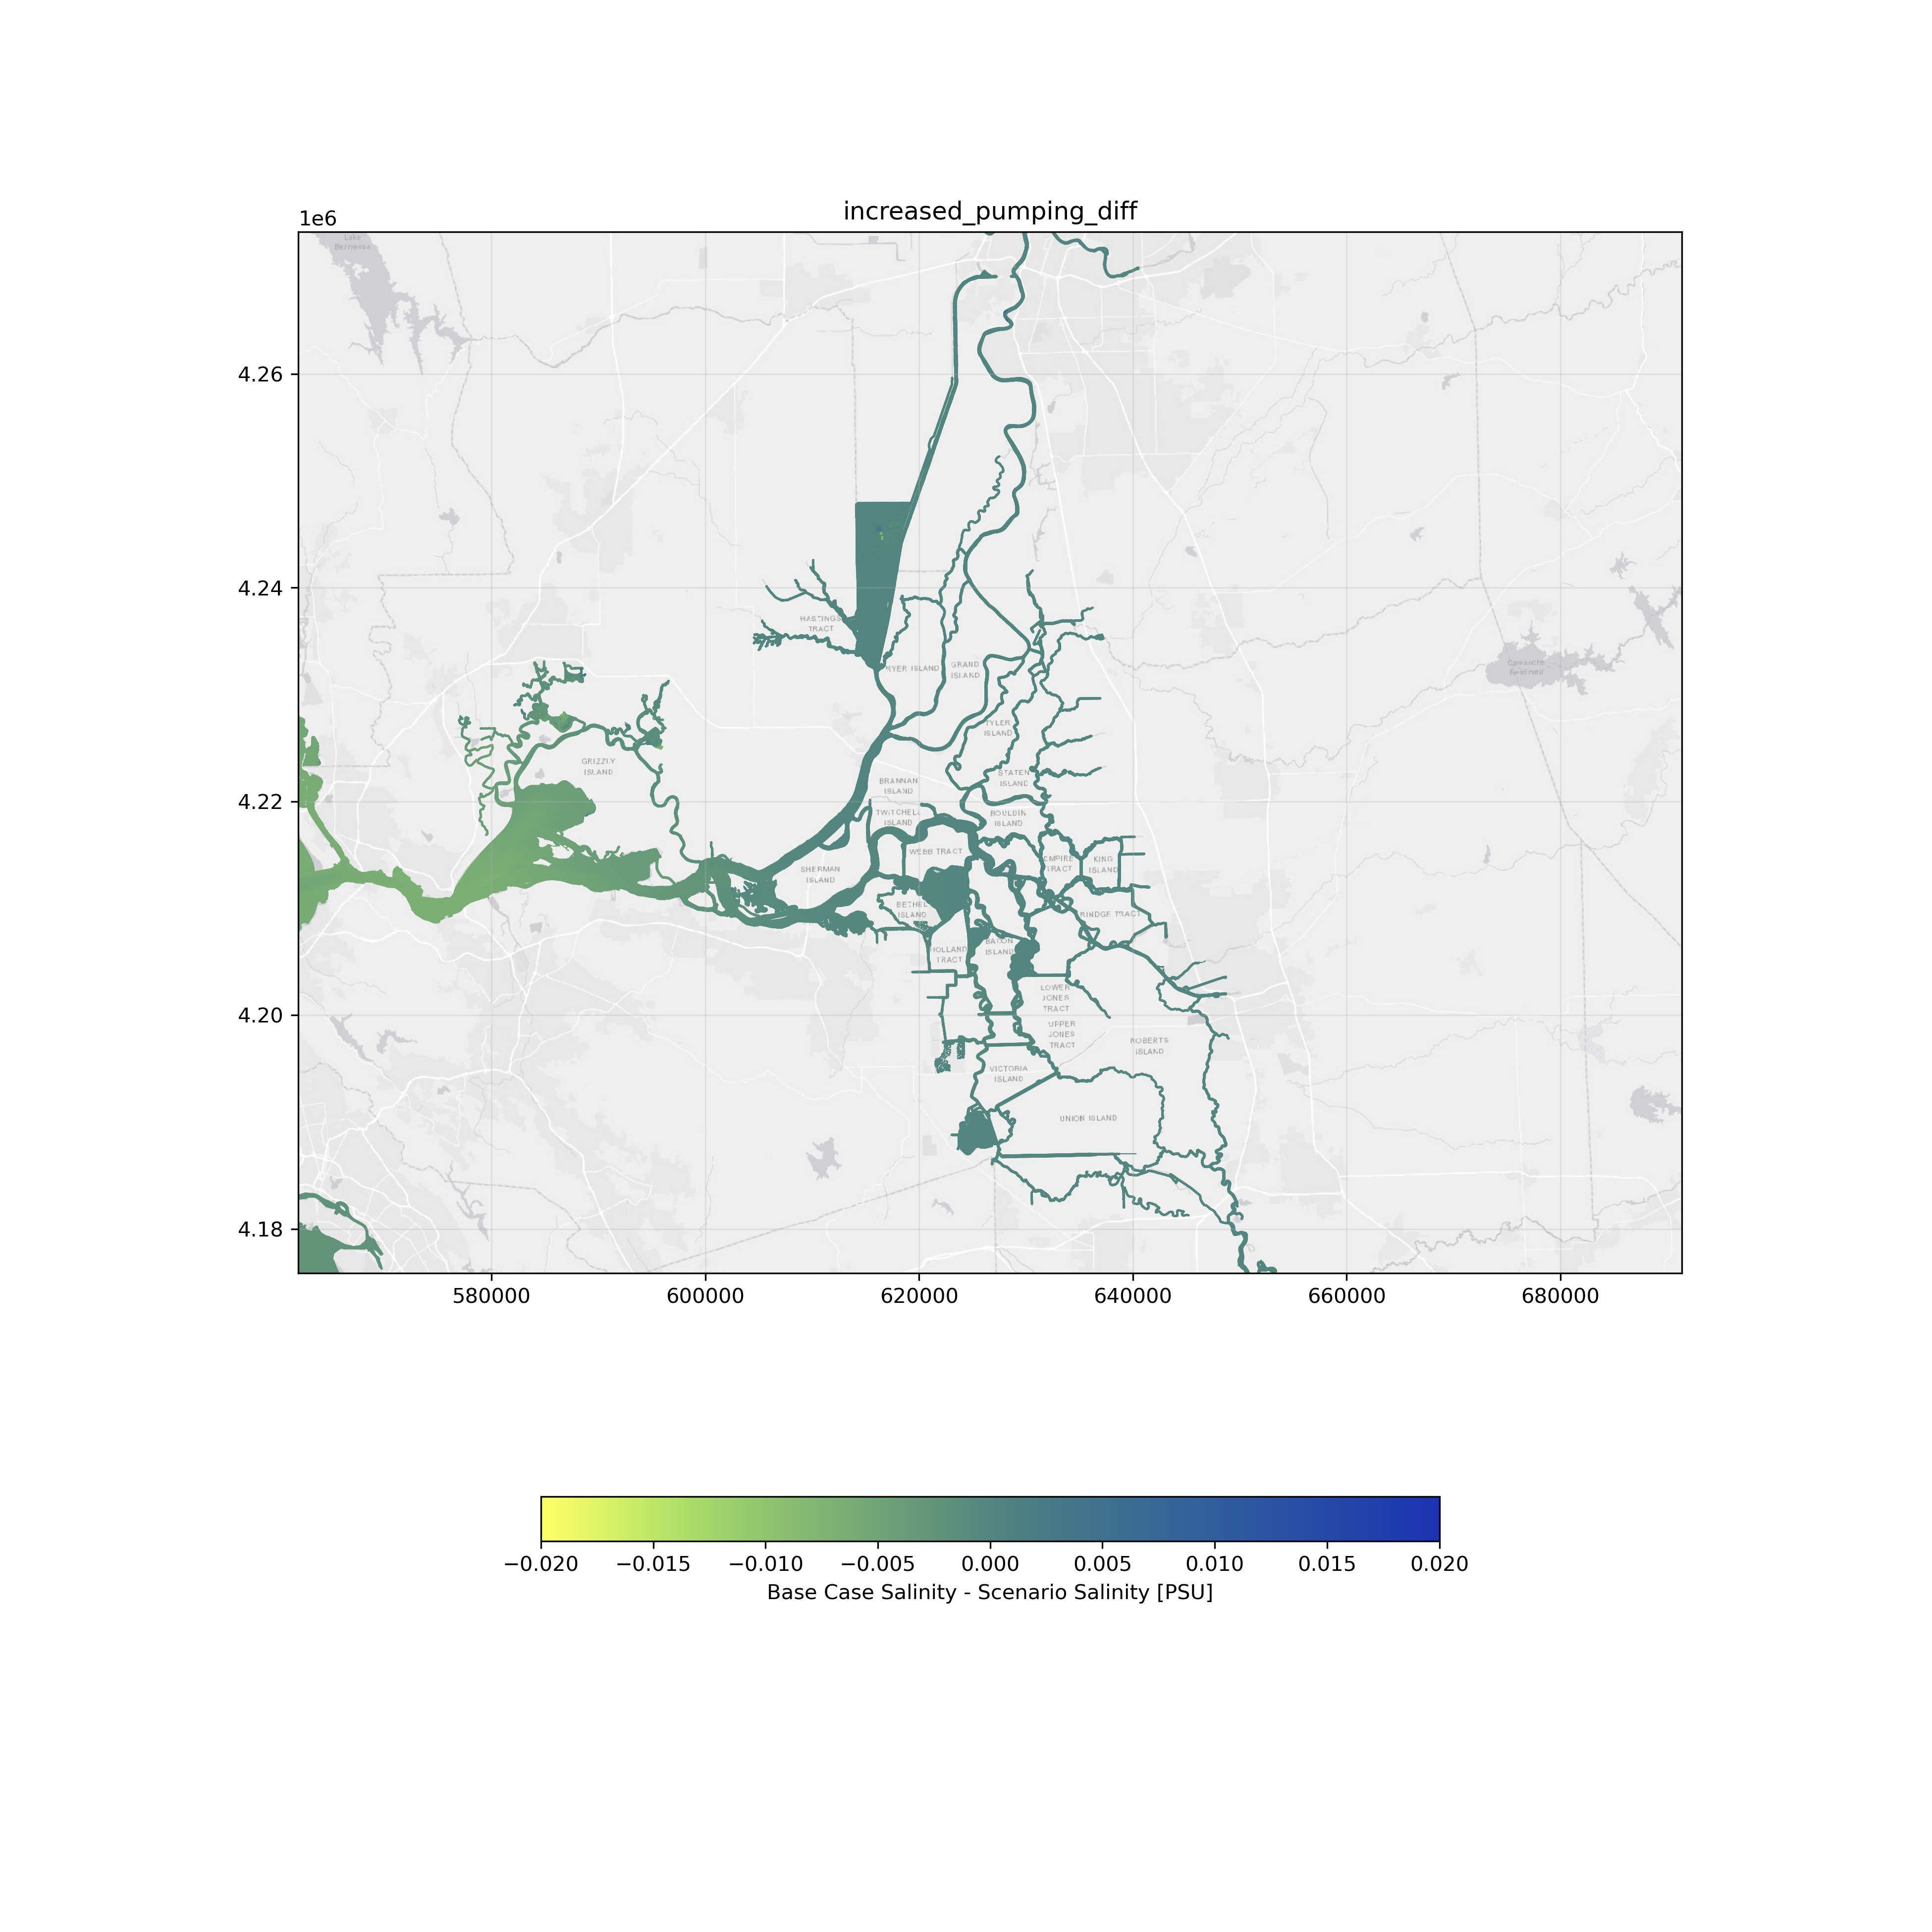 increased_pumping_diff
1e6
Lake
Berryessa
4.26
4.24
4.22
4.20
4.18
HASTINGS
TRACT
RYER ISLAND
GRAND
ISLAND
TYLER
ISLAND
GRIZZLY
ISLAND
STATEN
ISLAND
BRANNAN
ISLAND
TWITCHELL
ISLAND
BOULDIN
ISLAND
WEBB TRACT
EMPIRE
TRACT
KING
ISLAND
SHERMAN
ISLAND
BETHEL
ISLAND
RINDGE TRACT
HOLLAND
TRACT
BACON
ISLAND
LOWER
JONES
TRACT
UPPER
JONES
TRACT
ROBERTS
ISLAND
VICTORIA
ISLAND
UNION ISLAND
Camanche
Reservoir
580000
600000
620000
640000
660000
680000
−0.020
−0.015
−0.010
−0.005
0.000
0.005
0.010
0.015
0.020
Base Case Salinity - Scenario Salinity [PSU]